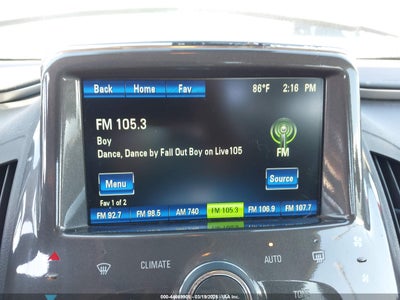 Back Home Fav 86°F 2:16 PM
FM 105.3
Boy
Dance, Dance by Fall Out Boy on Live105
FM
Menu
Source
Fav 1 of 2
FM 92.7 FM 98.5 AM 740 FM 105.3 FM 106.9 FM 107.7
CLIMATE AUTO